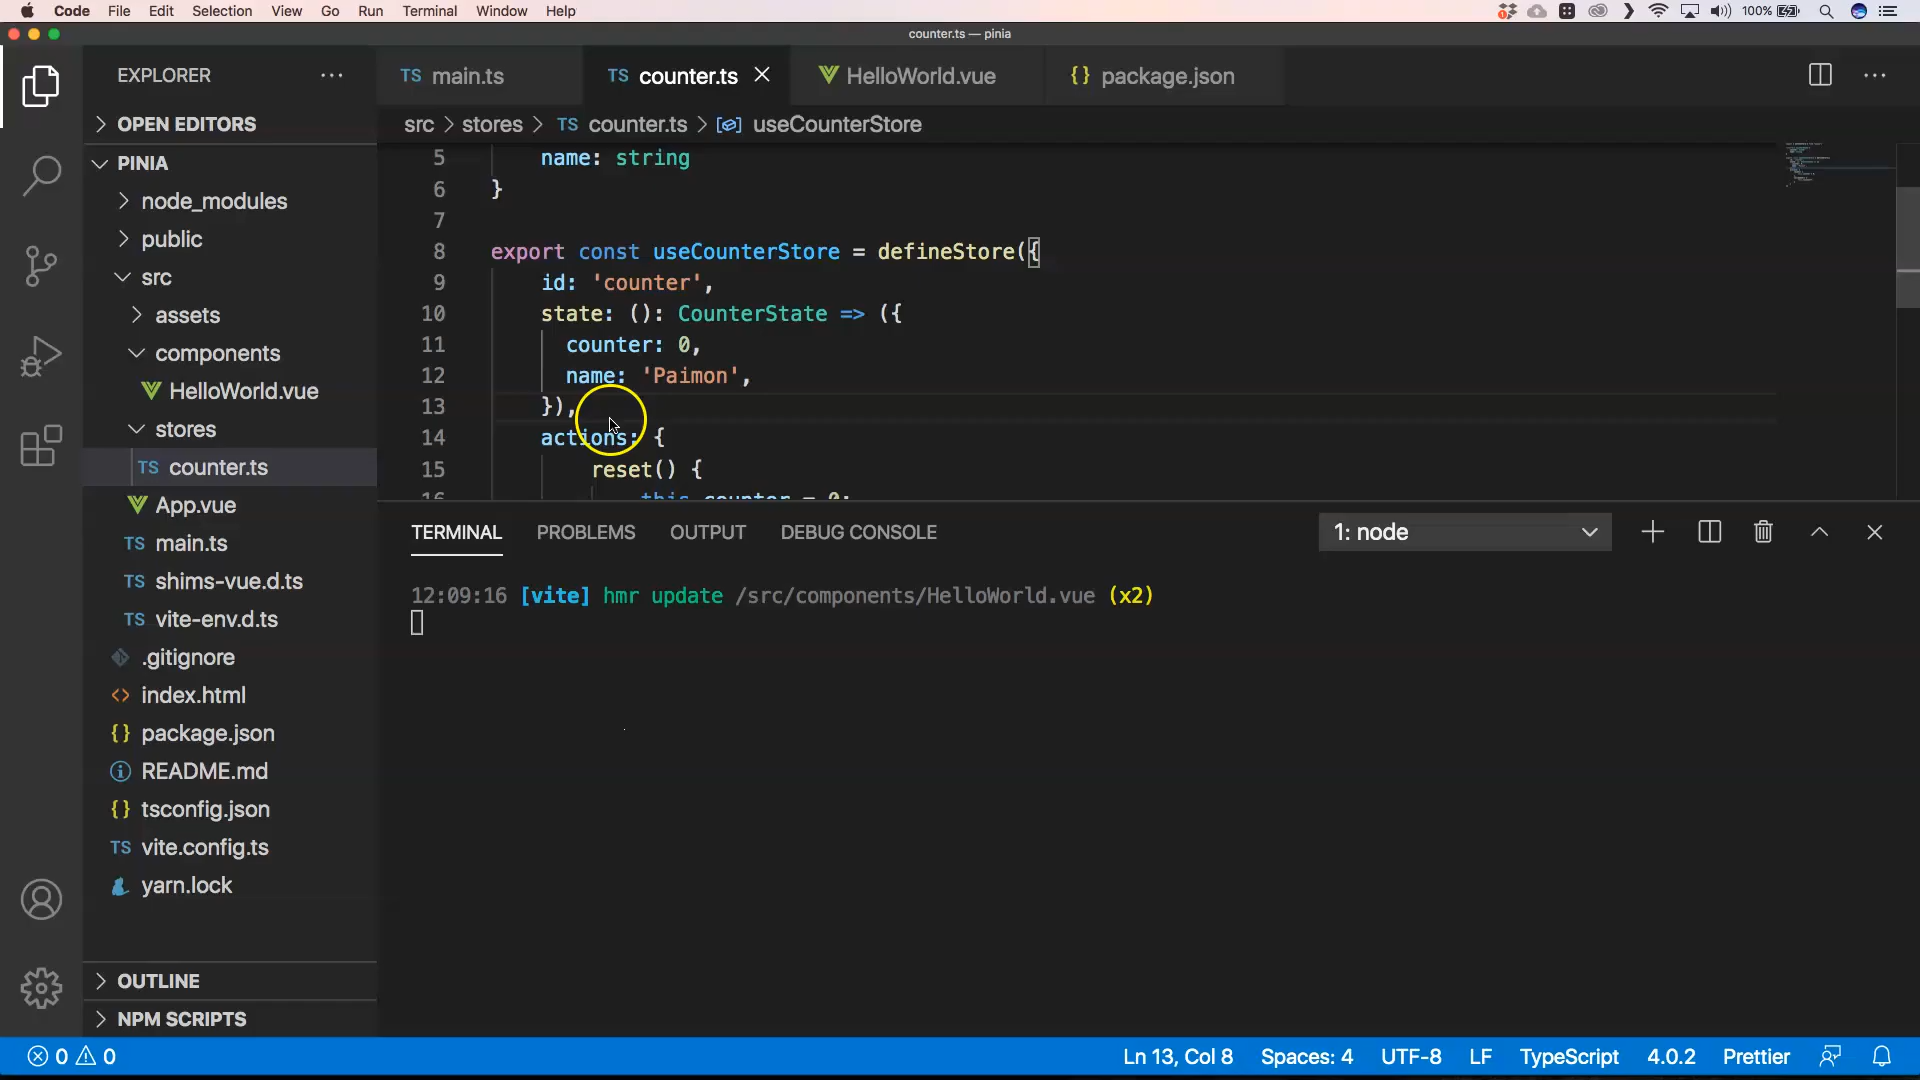 Code File Edit Selection View Go Run Terminal Window Help 100%
counter.ts — pinia
EXPLORER
OPEN EDITORS
PINIA
node_modules
public
src
assets
components
HelloWorld.vue
stores
TS counter.ts
App.vue
TS main.ts
TS shims-vue.d.ts
TS vite-env.d.ts
.gitignore
<> index.html
{} package.json
README.md
{} tsconfig.json
TS vite.config.ts
yarn.lock
OUTLINE
NPM SCRIPTS
TS main.ts TS counter.ts HelloWorld.vue {} package.json
src > stores > TS counter.ts > useCounterStore
5 name: string
6 }
7
8 export const useCounterStore = defineStore({
9 id: 'counter',
10 state: (): CounterState => ({
11 counter: 0,
12 name: 'Paimon',
13 }),
14 actions: {
15 reset() {
16 this.counter = 0;
TERMINAL PROBLEMS OUTPUT DEBUG CONSOLE 1: node
12:09:16 [vite] hmr update /src/components/HelloWorld.vue (x2)
0 0 Ln 13, Col 8 Spaces: 4 UTF-8 LF TypeScript 4.0.2 Prettier